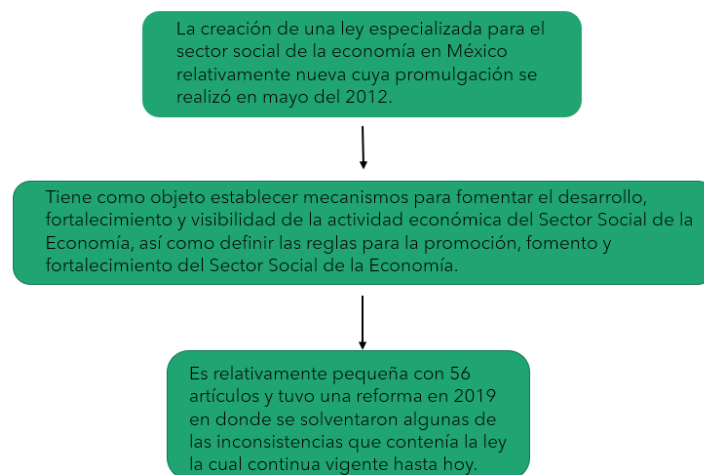 La creación de una ley especializada para el
sector social de la economía en México
relativamente nueva cuya promulgación se
realizó en mayo del 2012.
Tiene como objeto establecer mecanismos para fomentar el desarrollo,
fortalecimiento y visibilidad de la actividad económica del Sector Social de la
Economía, así como definir las reglas para la promoción, fomento y
fortalecimiento del Sector Social de la Economía.
Es relativamente pequeña con 56
artículos y tuvo una reforma en 2019
en donde se solventaron algunas de
las inconsistencias que contenía la ley
la cual continua vigente hasta hoy.